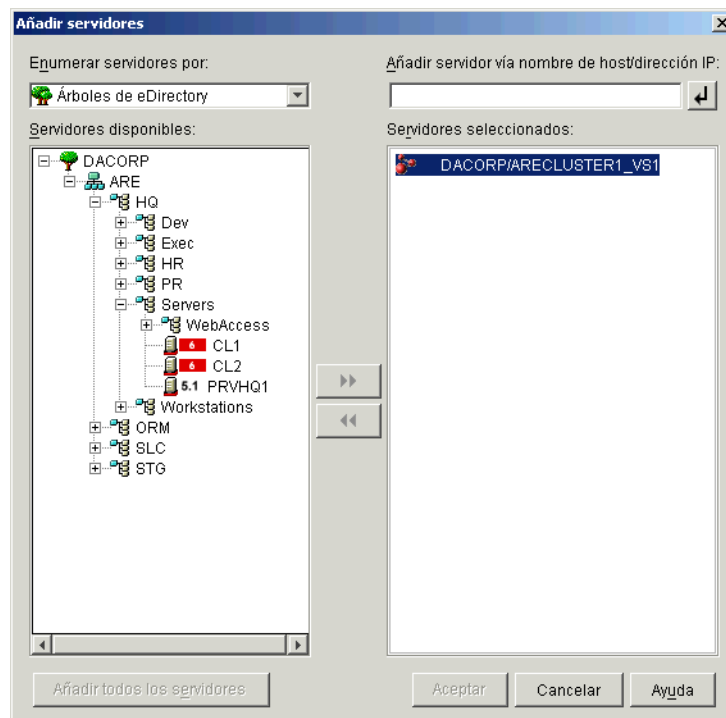 Añadir servidores
Enumerar servidores por:
Árboles de eDirectory
Servidores disponibles:
DACORP
ARE
HQ
Dev
Exec
HR
PR
Servers
WebAccess
6 CL1
6 CL2
5.1 PRVHQ1
Workstations
ORM
SLC
STG
Añadir todos los servidores
Añadir servidor vía nombre de host/dirección IP:
Servidores seleccionados:
DACORP/ARECLUSTER1_VS1
Aceptar
Cancelar
Ayuda